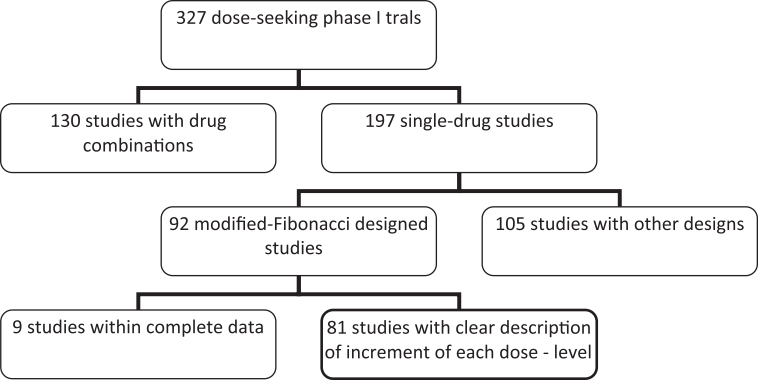 327 dose-seeking phase I trals
130 studies with drug
combinations
197 single-drug studies
92 modified-Fibonacci designed
studies
105 studies with other designs
9 studies within complete data
81 studies with clear description
of increment of each dose - level